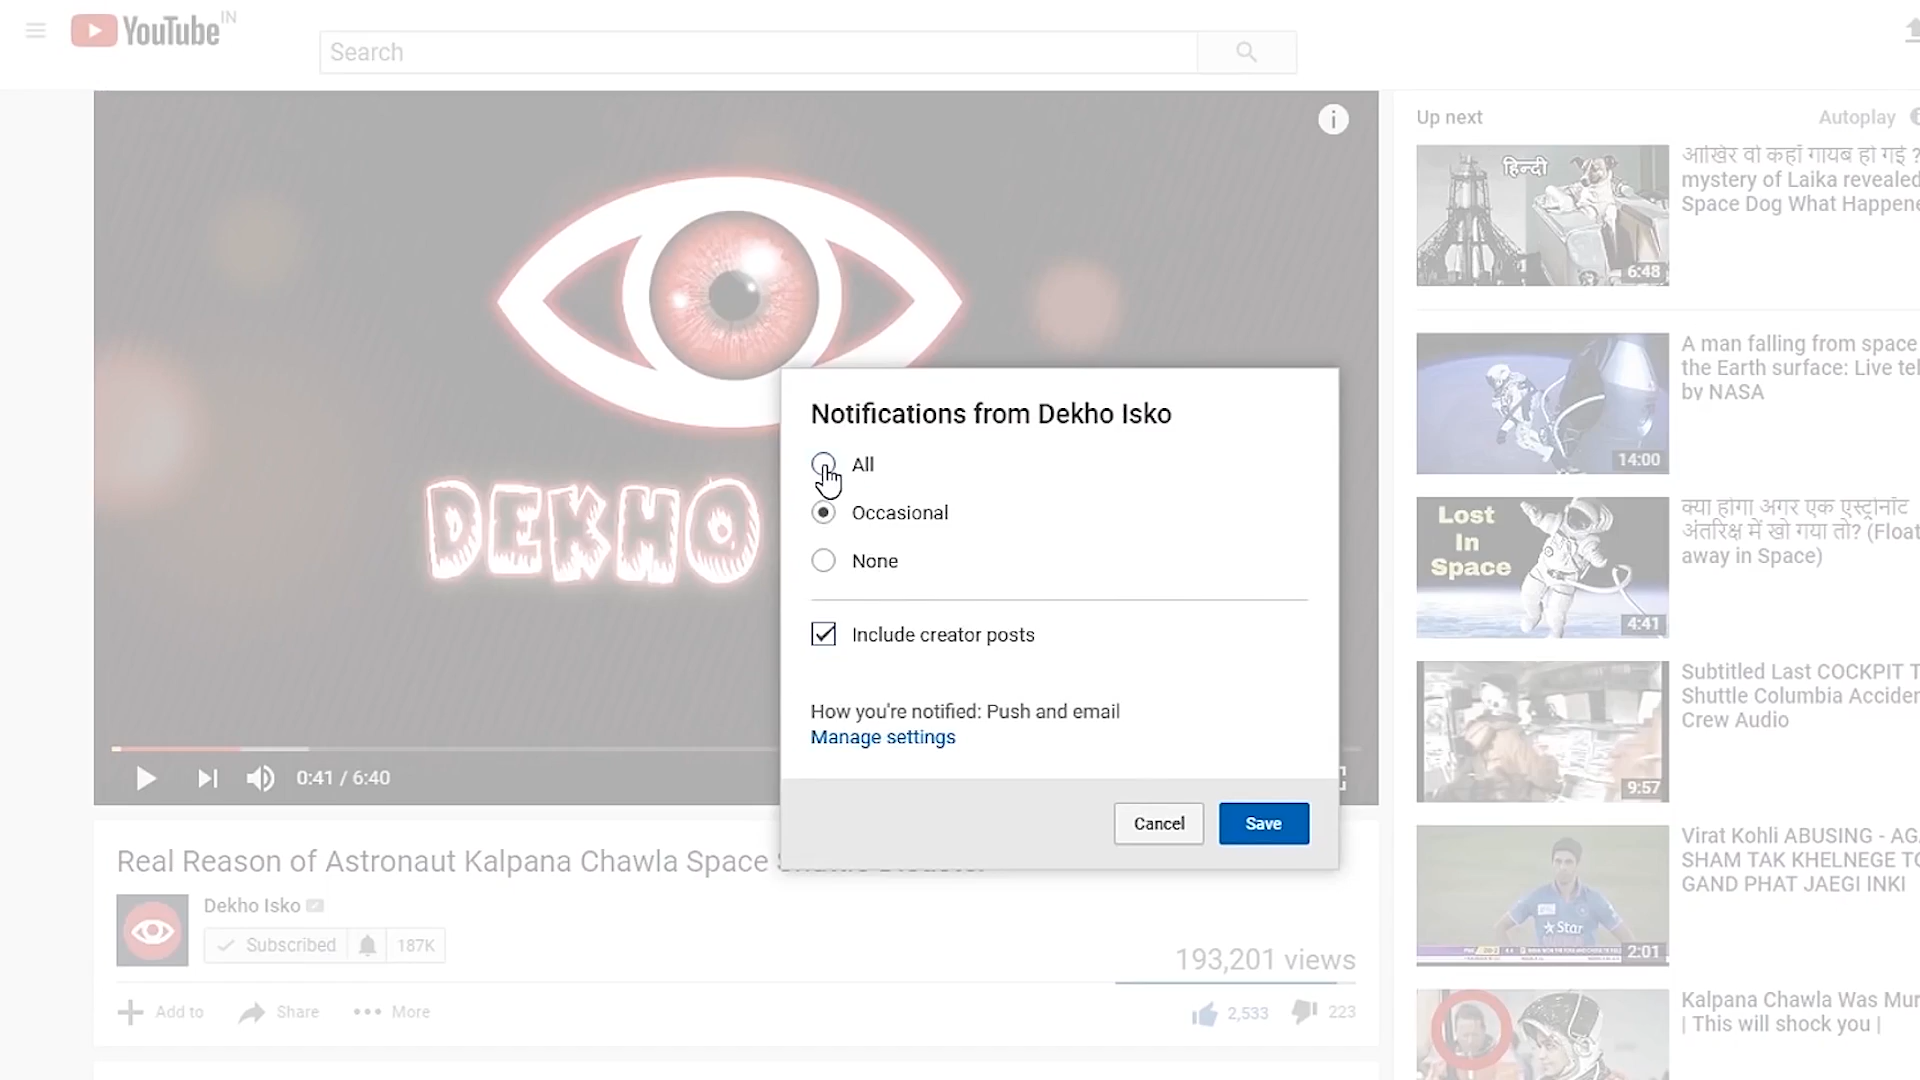 YouTube IN
Search
Up next
Autoplay
आखिर वो कहाँ गायब हो गई ?
mystery of Laika revealed
Space Dog What Happene
हिन्दी
6:48
A man falling from space
the Earth surface: Live tel
by NASA
14:00
DEKHO
Notifications from Dekho Isko
All
Occasional
None
Include creator posts
How you're notified: Push and email
Manage settings
Cancel
Save
Lost
In
Space
4:41
क्या होगा अगर एक एस्ट्रोनॉट
अंतरिक्ष में खो गया तो? (Float
away in Space)
Subtitled Last COCKPIT T
Shuttle Columbia Acciden
Crew Audio
9:57
0:41 / 6:40
Virat Kohli ABUSING - AG
SHAM TAK KHELNEGE TO
GAND PHAT JAEGI INKI
Star
2:01
Real Reason of Astronaut Kalpana Chawla Space
Dekho Isko
Subscribed
187K
193,201 views
Add to
Share
More
2,533
223
Kalpana Chawla Was Mur
| This will shock you |